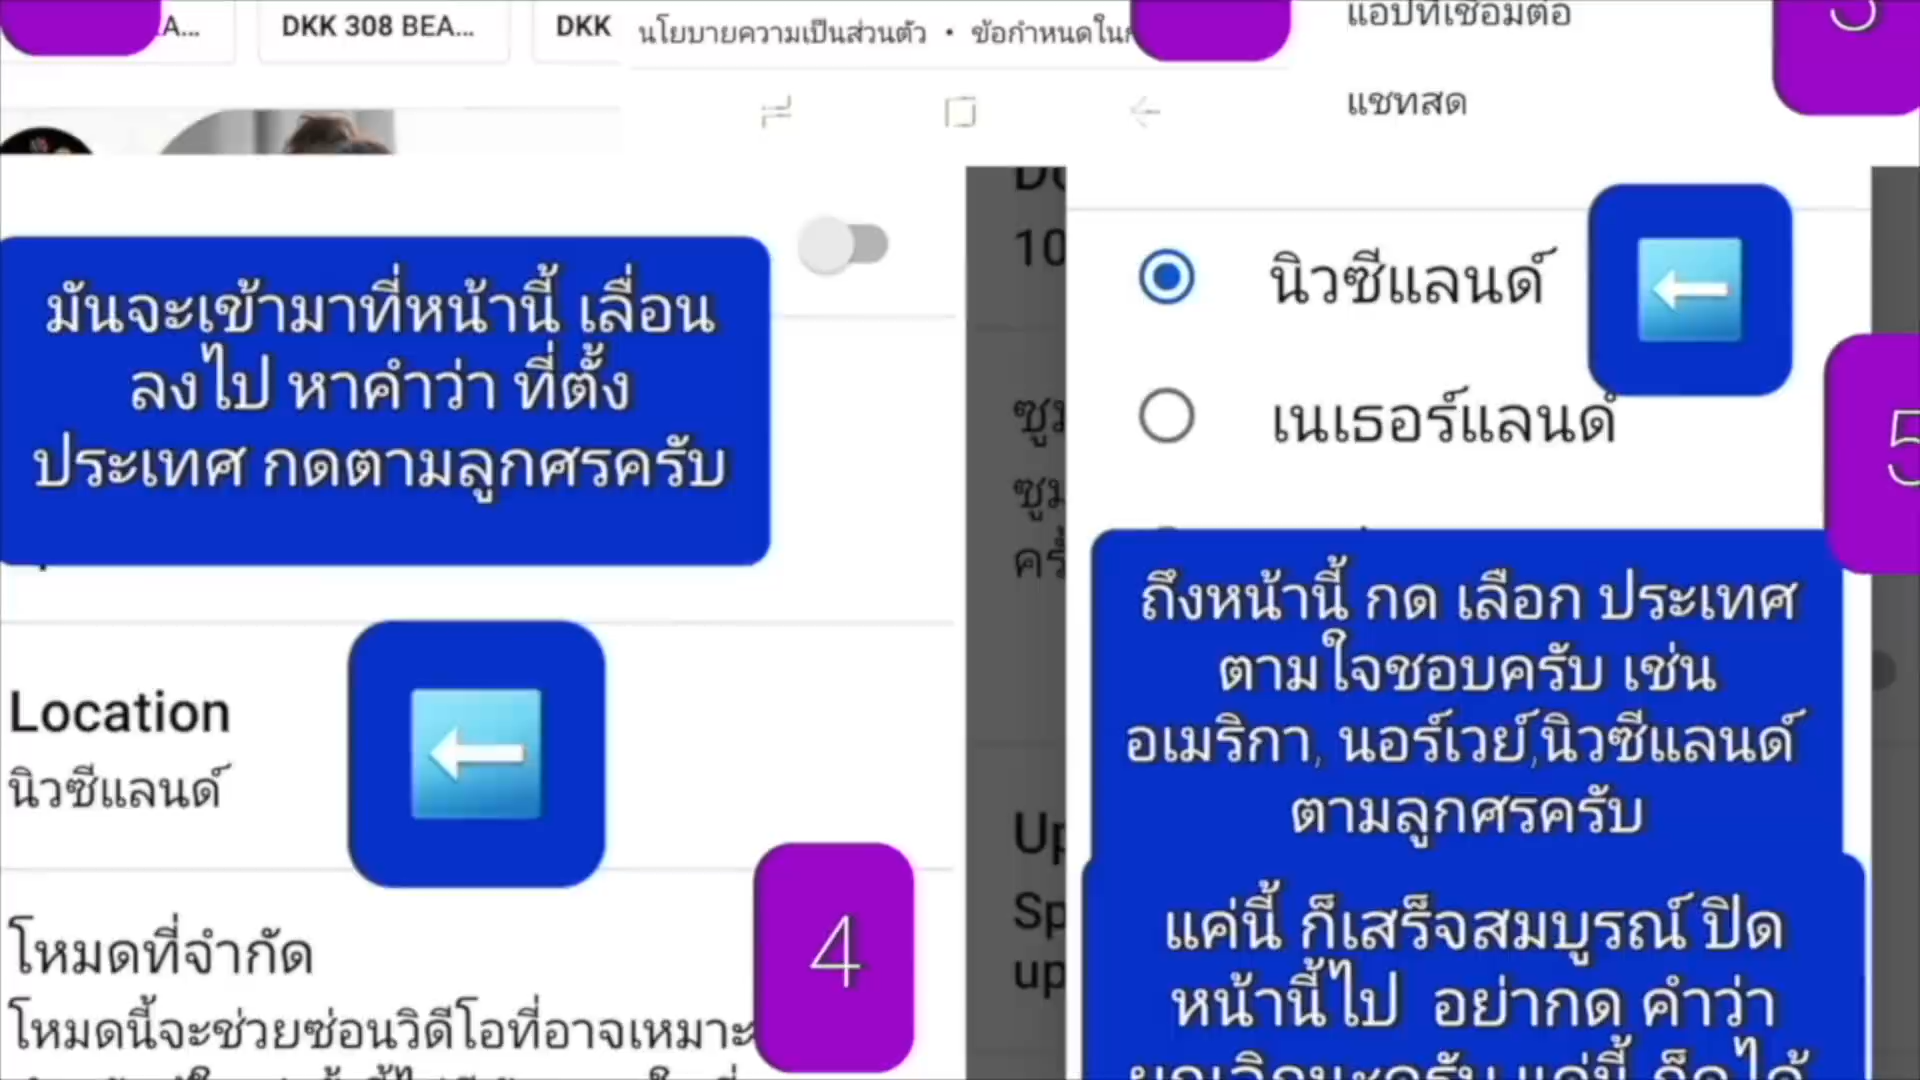 DKK 308 BEA...
DKK
นโยบายความเป็นส่วนตัว •
แอปที่เชื่อมต่อ
แชทสด
มันจะเข้ามาที่หน้านี้ เลื่อน
ลงไป หาคำว่า ที่ตั้ง
ประเทศ กดตามลูกศรครับ
Location
นิวซีแลนด์
4
โหมดที่จำกัด
โหมดนี้จะช่วยซ่อนวิดีโอที่อาจเหมาะ
10
นิวซีแลนด์
เนเธอร์แลนด์
5
ถึงหน้านี้ กด เลือก ประเทศ
ตามใจชอบครับ เช่น
อเมริกา, นอร์เวย์,นิวซีแลนด์
ตามลูกศรครับ
แค่นี้ ก็เสร็จสมบูรณ์ ปิด
หน้านี้ไป อย่ากด คำว่า